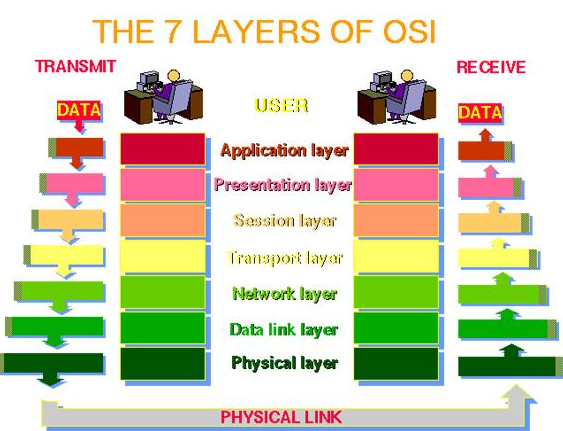 THE 7 LAYERS OF OSI
TRANSMIT
RECEIVE
DATA
USER
DATA
Application layer
Presentation layer
Session layer
Transport layer
Network layer
Data link layer
Physical layer
PHYSICAL LINK